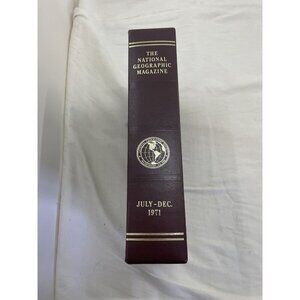 THE
NATIONAL
GEOGRAPHIC
MAGAZINE
JULY-DEC.
1971